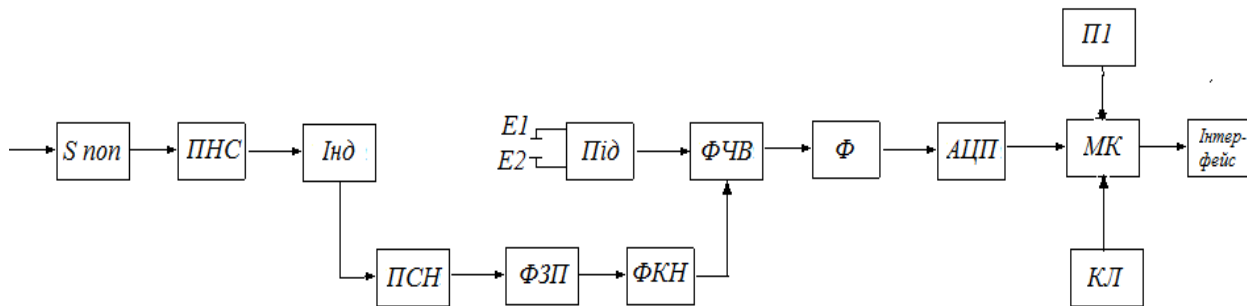 П1
S поп
ПНС
Інд
E1
E2
Під
ФЧВ
Ф
АЦП
МК
Інтер-
фейс
ПСН
ФЗП
ФКН
КЛ